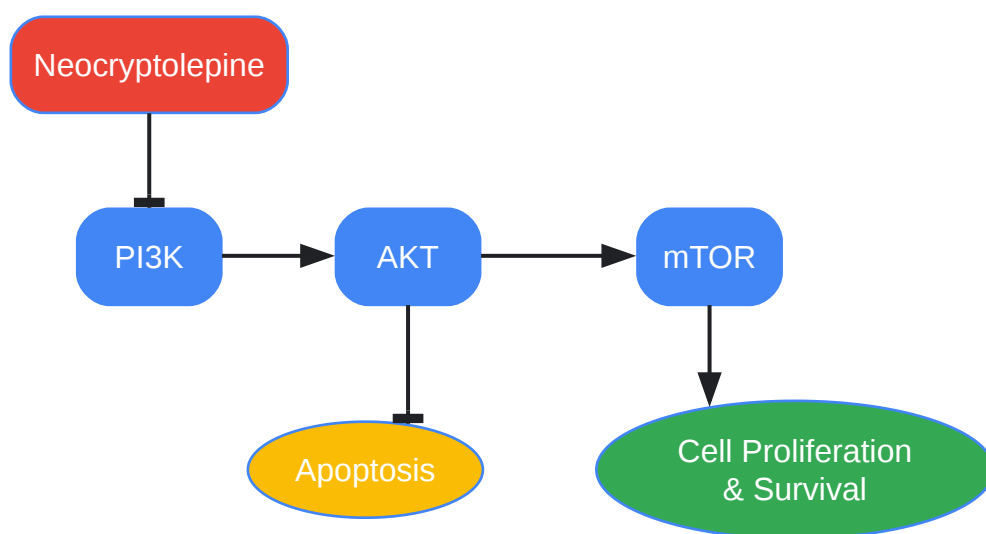 Neocryptolepine
PI3K
AKT
mTOR
Apoptosis
Cell Proliferation
& Survival